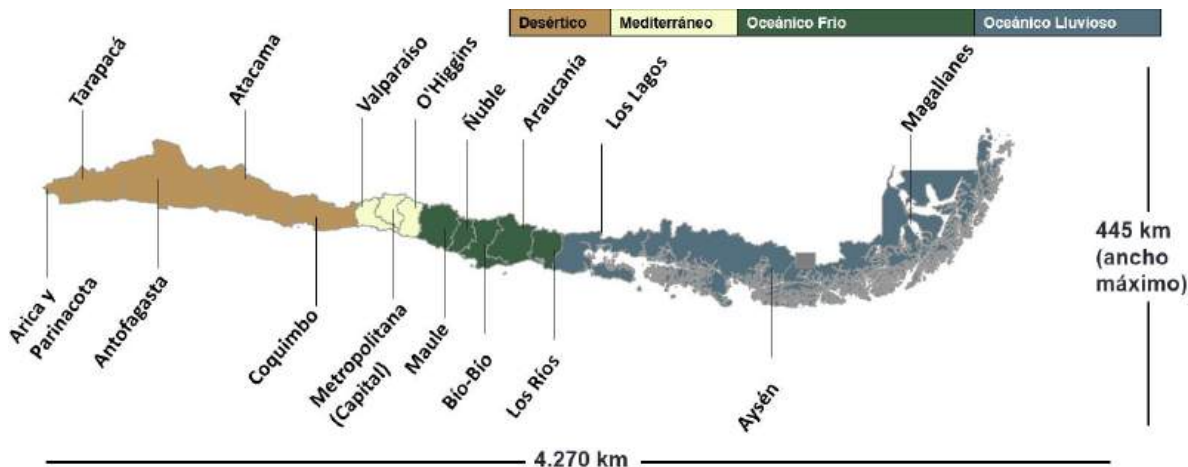 Desértico
Mediterráneo
Oceánico Frio
Oceánico Lluvioso
Tarapacá
Atacama
Valparaíso
O'Higgins
Ñuble
Araucanía
Los Lagos
Magallanes
Arica y
Parinacota
Antofagasta
Coquimbo
Metropolitana
(Capital)
Maule
Bío-Bío
Los Ríos
Aysén
445 km
(ancho
máximo)
4.270 km